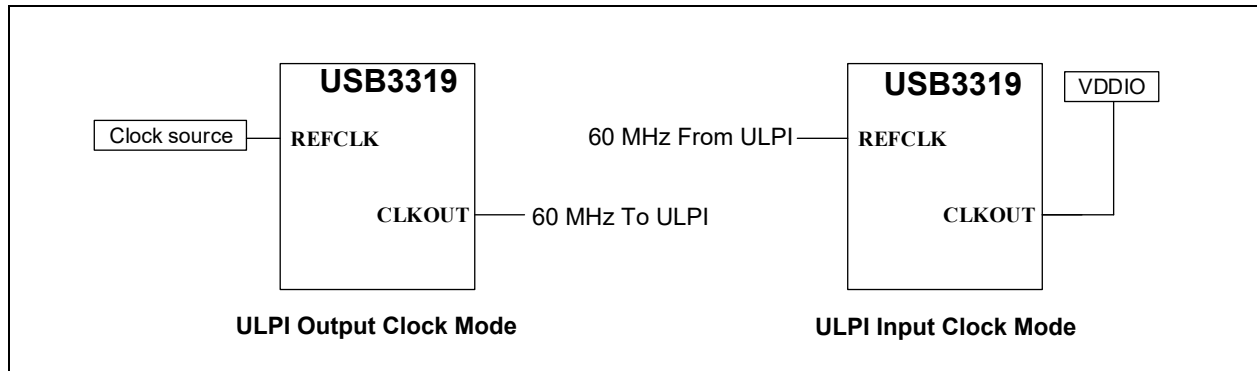 USB3319
Clock source
REFCLK
CLKOUT
60 MHz To ULPI
ULPI Output Clock Mode
USB3319
VDDIO
60 MHz From ULPI
REFCLK
CLKOUT
ULPI Input Clock Mode